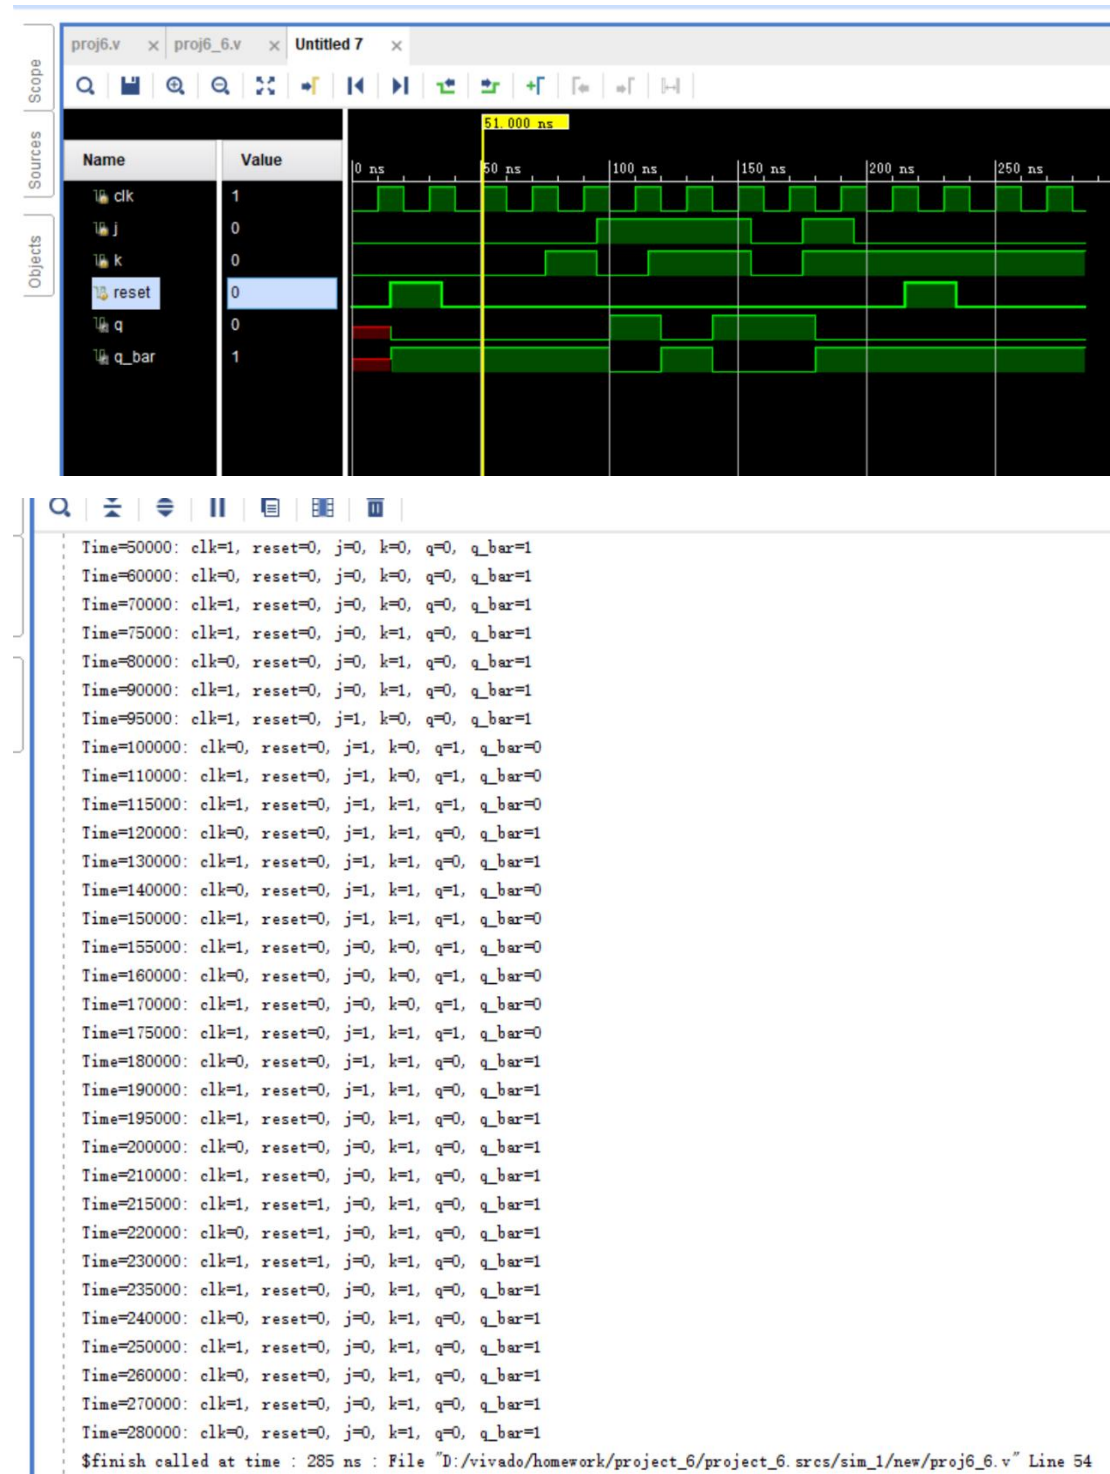 proj6.v × proj6_6.v × Untitled 7 ×
Scope
Sources
Objects
51.000 ns
Name Value
0 ns 50 ns 100 ns 150 ns 200 ns 250 ns
clk 1
j 0
k 0
reset 0
q 0
q_bar 1
Time=50000: clk=1, reset=0, j=0, k=0, q=0, q_bar=1
Time=60000: clk=0, reset=0, j=0, k=0, q=0, q_bar=1
Time=70000: clk=1, reset=0, j=0, k=0, q=0, q_bar=1
Time=75000: clk=1, reset=0, j=0, k=1, q=0, q_bar=1
Time=80000: clk=0, reset=0, j=0, k=1, q=0, q_bar=1
Time=90000: clk=1, reset=0, j=0, k=1, q=0, q_bar=1
Time=95000: clk=1, reset=0, j=1, k=0, q=0, q_bar=1
Time=100000: clk=0, reset=0, j=1, k=0, q=1, q_bar=0
Time=110000: clk=1, reset=0, j=1, k=0, q=1, q_bar=0
Time=115000: clk=1, reset=0, j=1, k=1, q=1, q_bar=0
Time=120000: clk=0, reset=0, j=1, k=1, q=0, q_bar=1
Time=130000: clk=1, reset=0, j=1, k=1, q=0, q_bar=1
Time=140000: clk=0, reset=0, j=1, k=1, q=1, q_bar=0
Time=150000: clk=1, reset=0, j=1, k=1, q=1, q_bar=0
Time=155000: clk=1, reset=0, j=0, k=0, q=1, q_bar=0
Time=160000: clk=0, reset=0, j=0, k=0, q=1, q_bar=0
Time=170000: clk=1, reset=0, j=0, k=0, q=1, q_bar=0
Time=175000: clk=1, reset=0, j=1, k=1, q=1, q_bar=0
Time=180000: clk=0, reset=0, j=1, k=1, q=0, q_bar=1
Time=190000: clk=1, reset=0, j=1, k=1, q=0, q_bar=1
Time=195000: clk=1, reset=0, j=0, k=1, q=0, q_bar=1
Time=200000: clk=0, reset=0, j=0, k=1, q=0, q_bar=1
Time=210000: clk=1, reset=0, j=0, k=1, q=0, q_bar=1
Time=215000: clk=1, reset=1, j=0, k=1, q=0, q_bar=1
Time=220000: clk=0, reset=1, j=0, k=1, q=0, q_bar=1
Time=230000: clk=1, reset=1, j=0, k=1, q=0, q_bar=1
Time=235000: clk=1, reset=0, j=0, k=1, q=0, q_bar=1
Time=240000: clk=0, reset=0, j=0, k=1, q=0, q_bar=1
Time=250000: clk=1, reset=0, j=0, k=1, q=0, q_bar=1
Time=260000: clk=0, reset=0, j=0, k=1, q=0, q_bar=1
Time=270000: clk=1, reset=0, j=0, k=1, q=0, q_bar=1
Time=280000: clk=0, reset=0, j=0, k=1, q=0, q_bar=1
$finish called at time : 285 ns : File "D:/vivado/homework/project_6/project_6.srcs/sim_1/new/proj6_6.v" Line 54